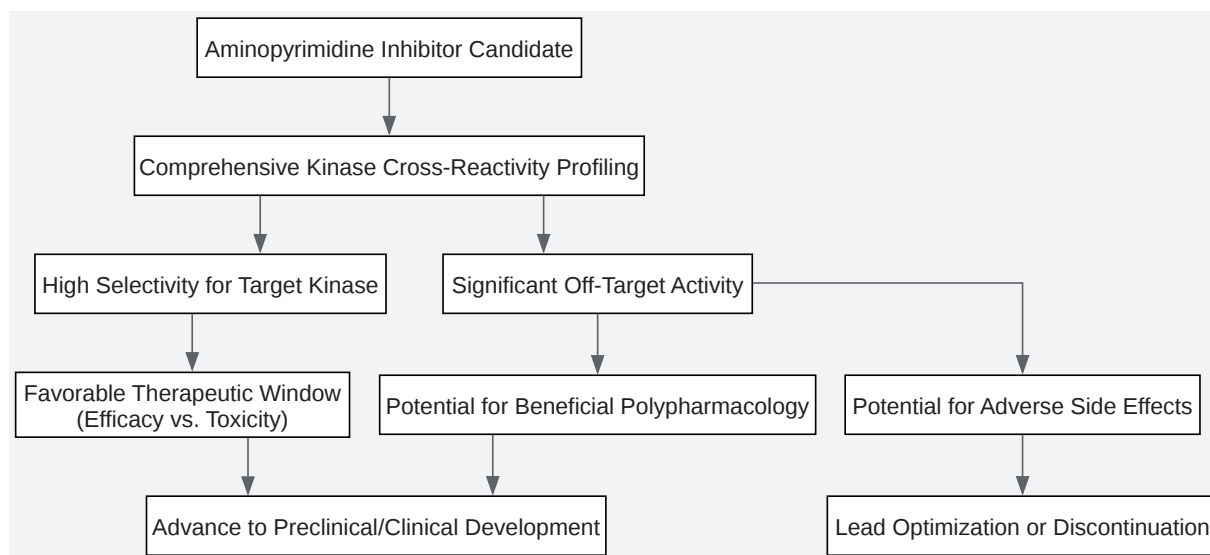 Aminopyrimidine Inhibitor Candidate
Comprehensive Kinase Cross-Reactivity Profiling
High Selectivity for Target Kinase
Significant Off-Target Activity
Favorable Therapeutic Window
(Efficacy vs. Toxicity)
Potential for Beneficial Polypharmacology
Potential for Adverse Side Effects
Advance to Preclinical/Clinical Development
Lead Optimization or Discontinuation